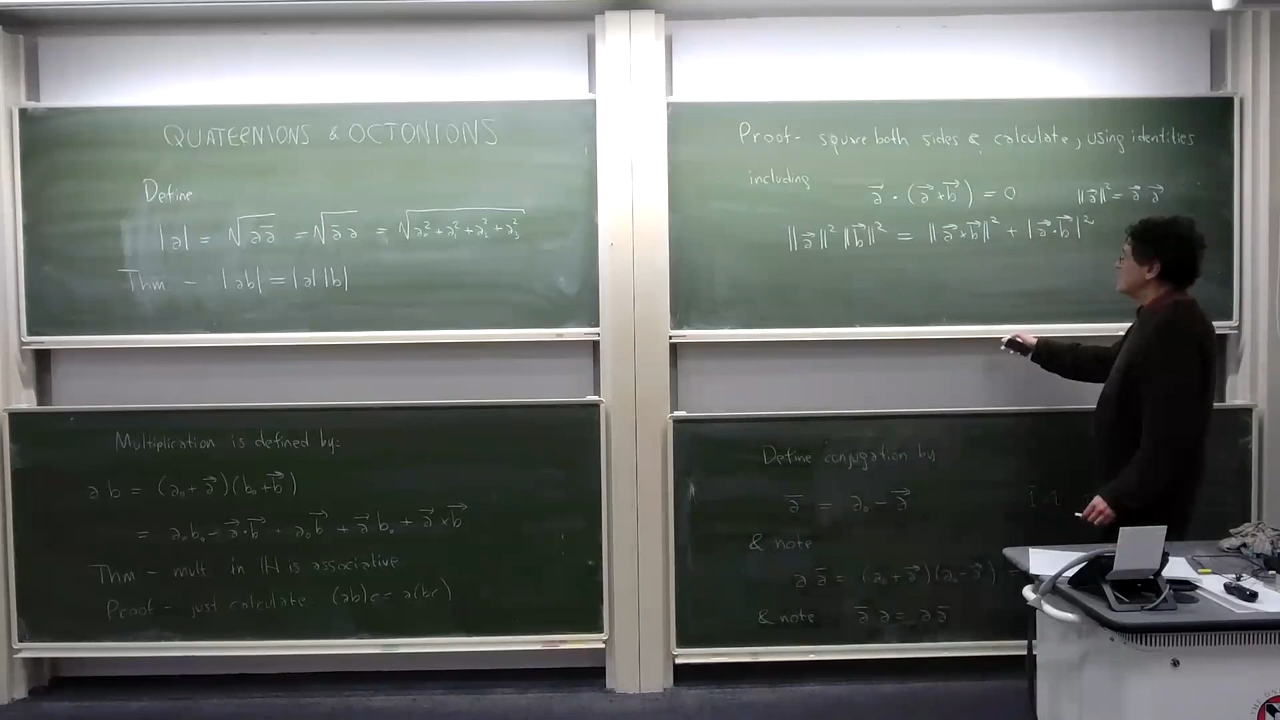 QUATERNIONS & OCTONIONS
Define
|a| = √(a a̅) = √(a̅ a) = √(a₀² + a₁² + a₂² + a₃²)
Thm – |ab| = |a||b|
Multiplication is defined by:
a b = (a₀ + a⃗)(b₀ + b⃗)
= a₀b₀ – a⃗·b⃗ + a₀b⃗ + a⃗b₀ + a⃗×b⃗
Thm – mult in ℍ is associative
Proof – just calculate (ab)c = a(bc)
Proof – square both sides & calculate, using identities
including
a⃗ · (a⃗×b⃗) = 0 ‖a⃗‖² = a⃗·a⃗
‖a⃗‖² ‖b⃗‖² = ‖a⃗×b⃗‖² + |a⃗·b⃗|²
Define conjugation by
a̅ = a₀ – a⃗
& note
a a̅ = (a₀ + a⃗)(a₀ – a⃗) =
& note a̅ a = a a̅